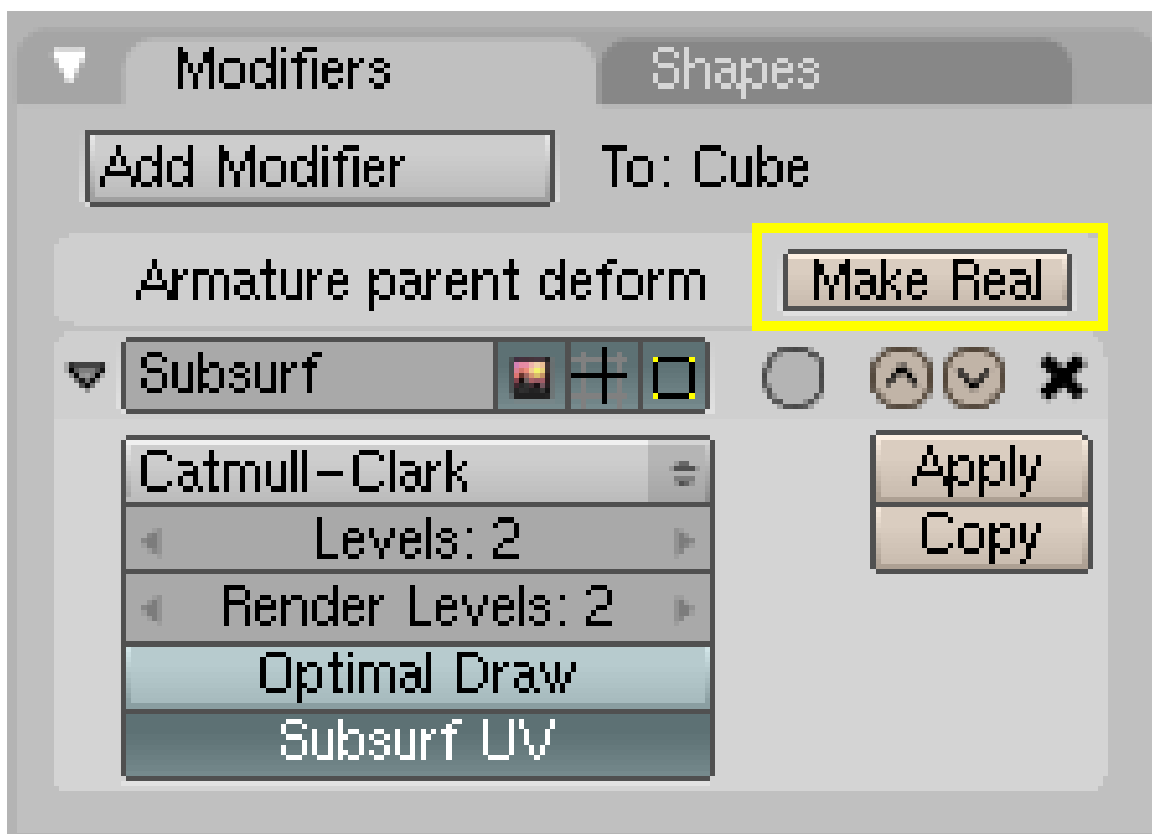 Modifiers Shapes
Add Modifier To: Cube
Armature parent deform Make Real
Subsurf
Catmull-Clark Apply
Levels: 2 Copy
Render Levels: 2
Optimal Draw
Subsurf UV